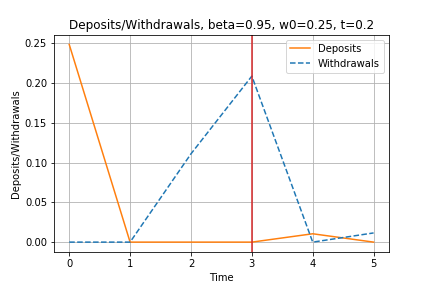 Deposits/Withdrawals, beta=0.95, w0=0.25, t=0.2
Deposits
Withdrawals
Deposits/Withdrawals
0.25
0.20
0.15
0.10
0.05
0.00
0 1 2 3 4 5
Time